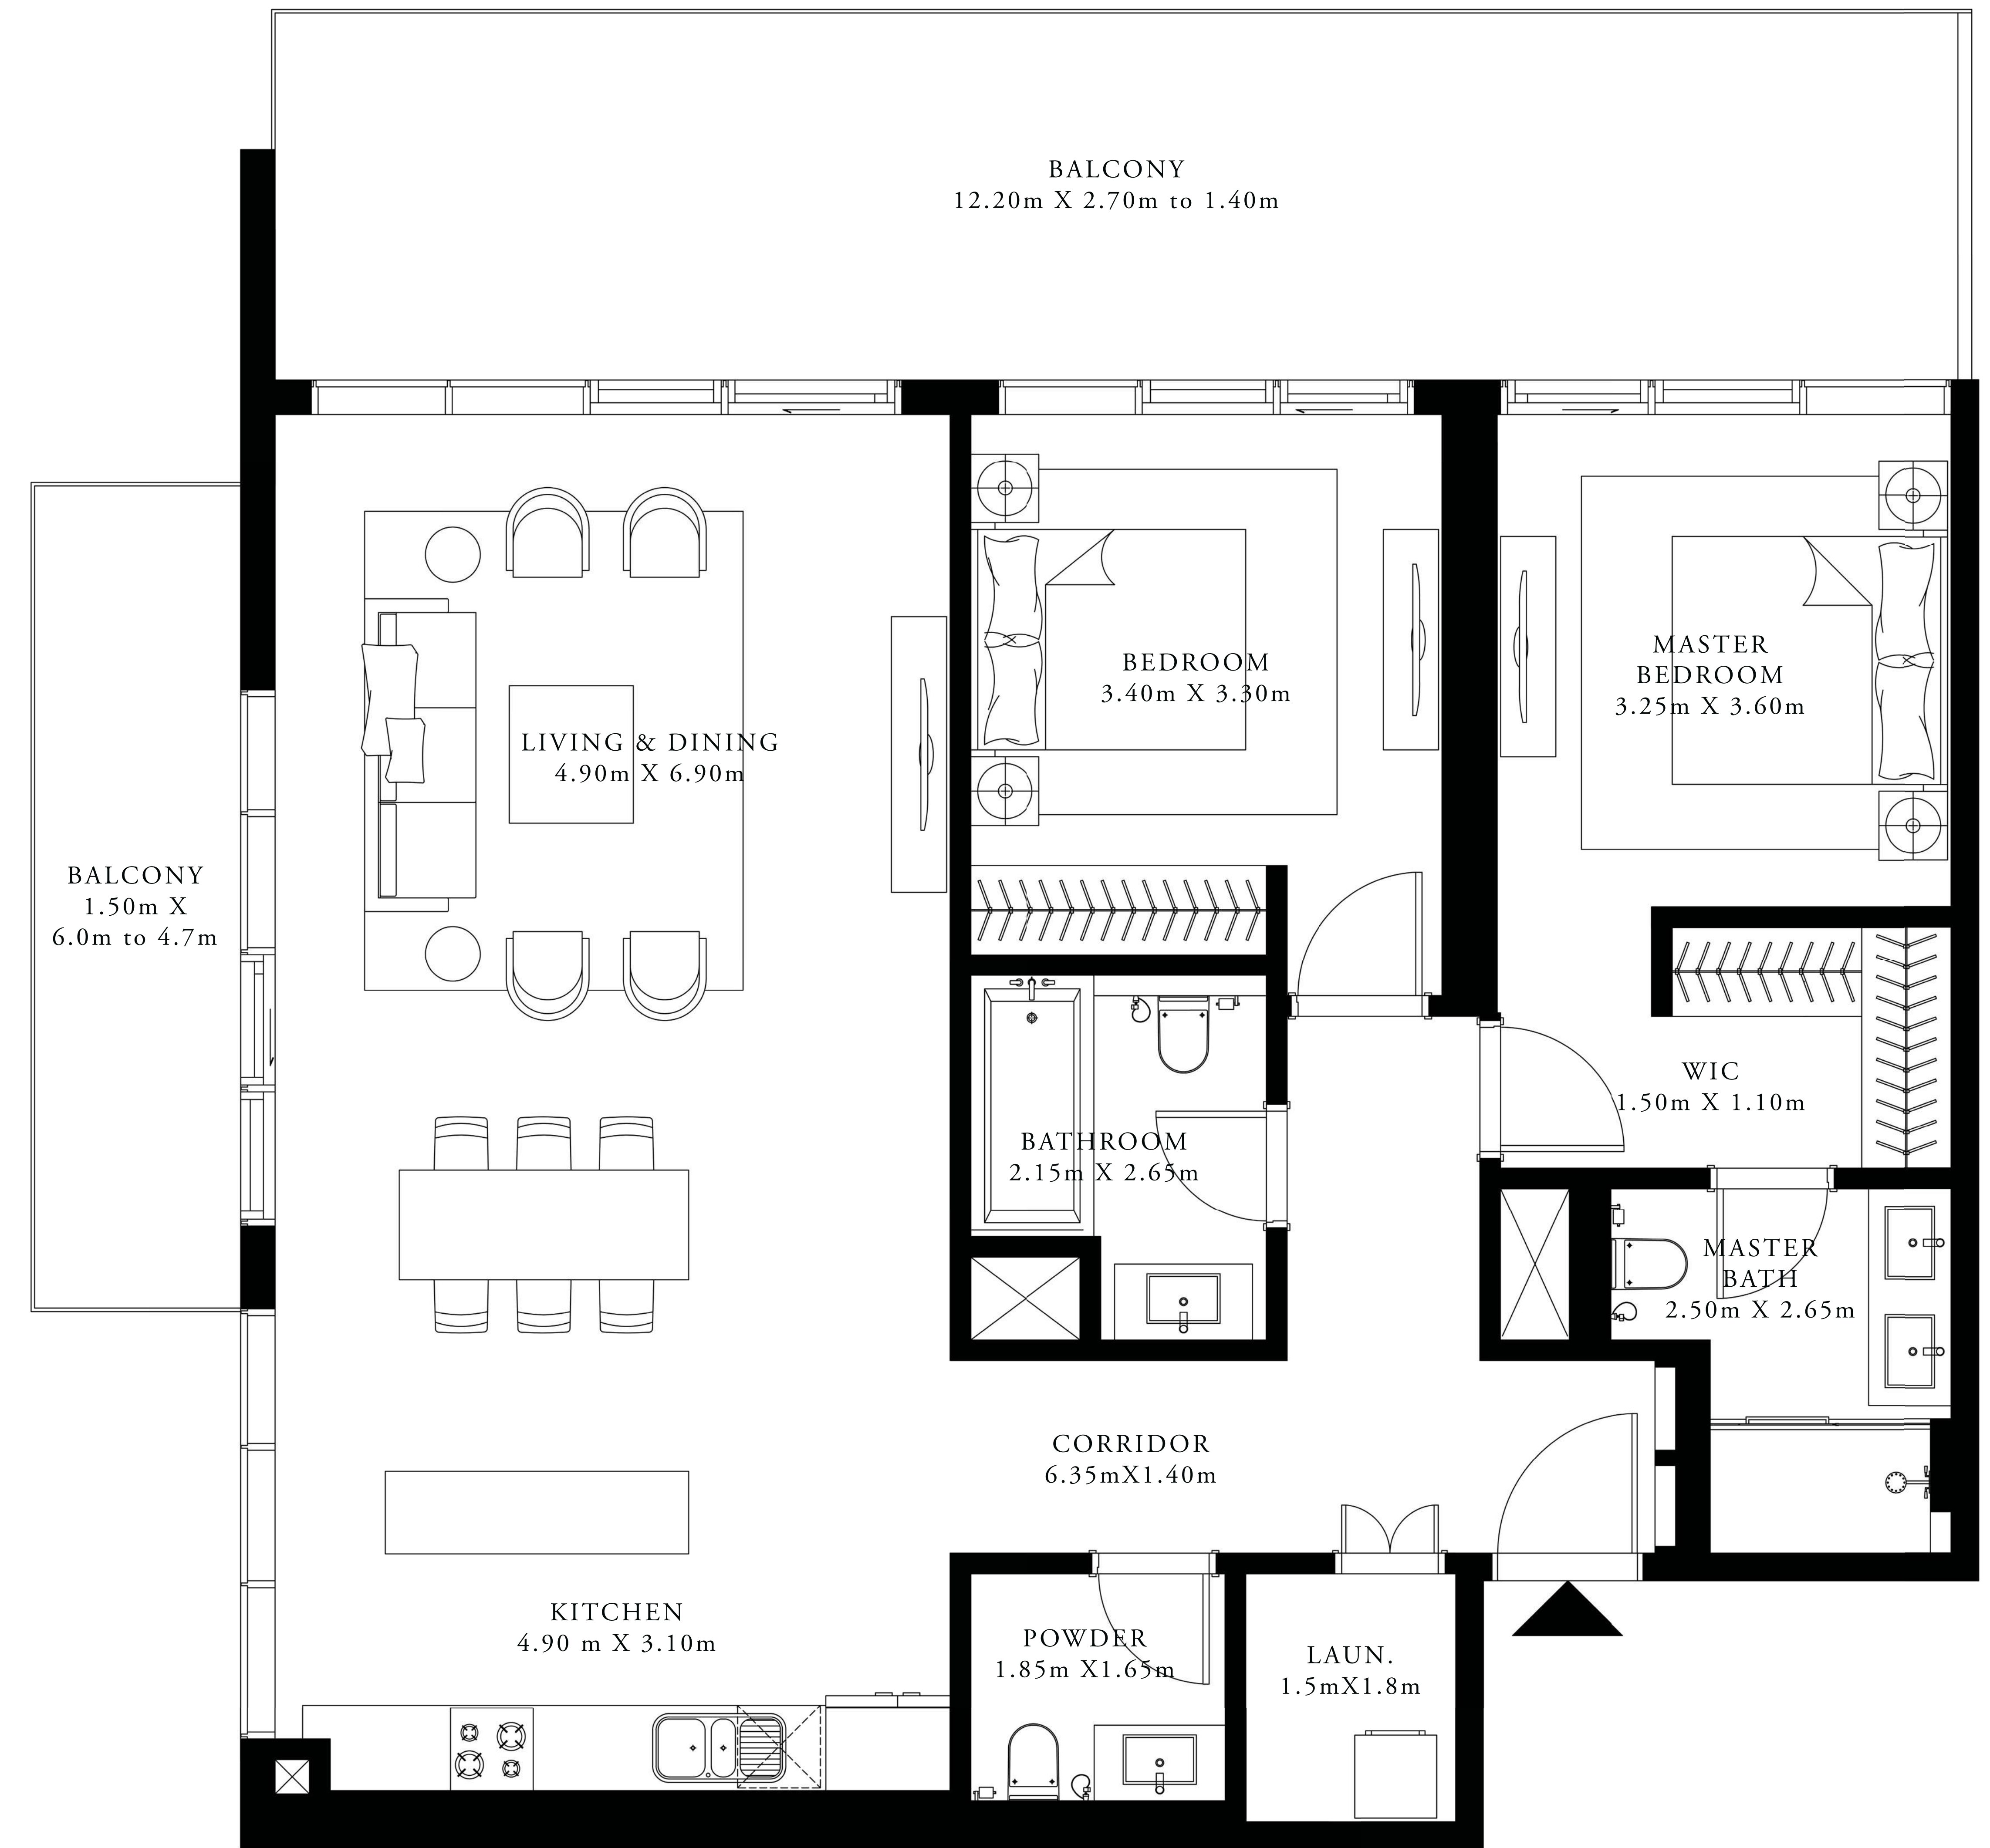 BALCONY
12.20m X 2.70m to 1.40m
BEDROOM
3.40m X 3.30m
MASTER
BEDROOM
3.25m X 3.60m
LIVING & DINING
4.90m X 6.90m
BALCONY
1.50m X
6.0m to 4.7m
WIC
1.50m X 1.10m
BATHROOM
2.15m X 2.65m
MASTER
BATH
2.50m X 2.65m
CORRIDOR
6.35mX1.40m
KITCHEN
4.90 m X 3.10m
POWDER
1.85m X1.65m
LAUN.
1.5mX1.8m